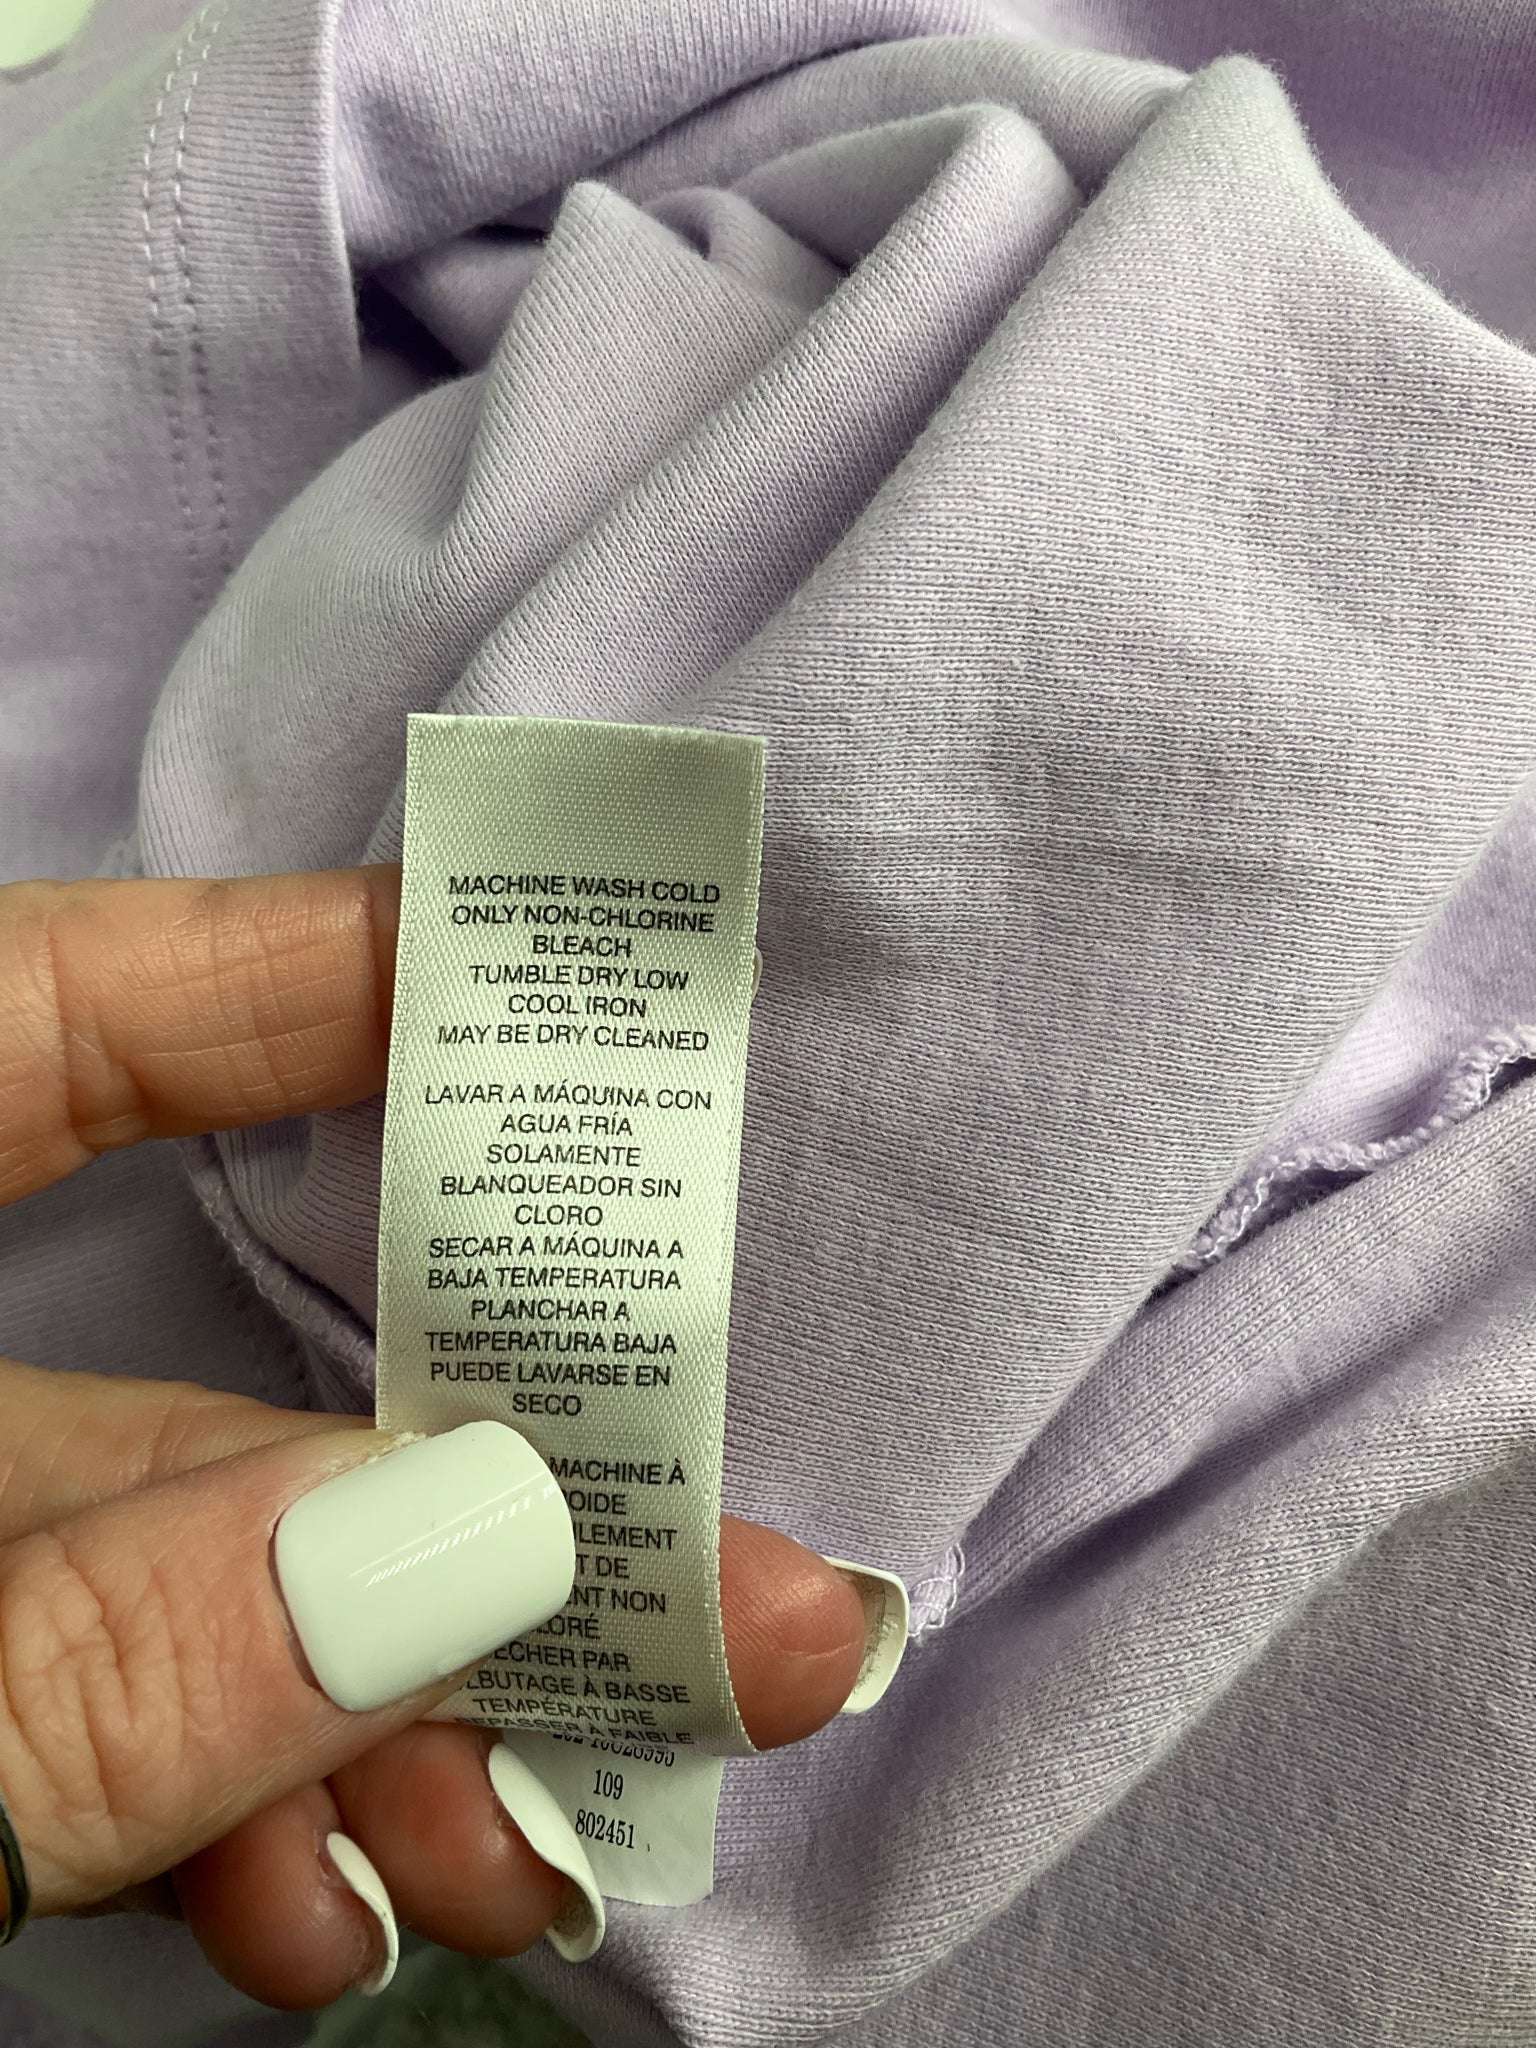 MACHINE WASH COLD
ONLY NON-CHLORINE
BLEACH
TUMBLE DRY LOW
COOL IRON
MAY BE DRY CLEANED
LAVAR A MÁQUINA CON
AGUA FRÍA
SOLAMENTE
BLANQUEADOR SIN
CLORO
SECAR A MÁQUINA A
BAJA TEMPERATURA
PLANCHAR A
TEMPERATURA BAJA
PUEDE LAVARSE EN
SECO
MACHINE À
DE
NON
PAR
À BASSE
TEMPÉRATURE
REPASSER À FAIBLE
109
802451